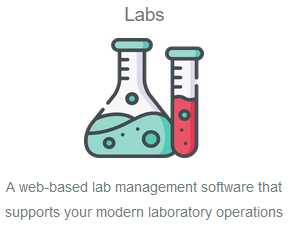 Labs
A web-based lab management software that
supports your modern laboratory operations